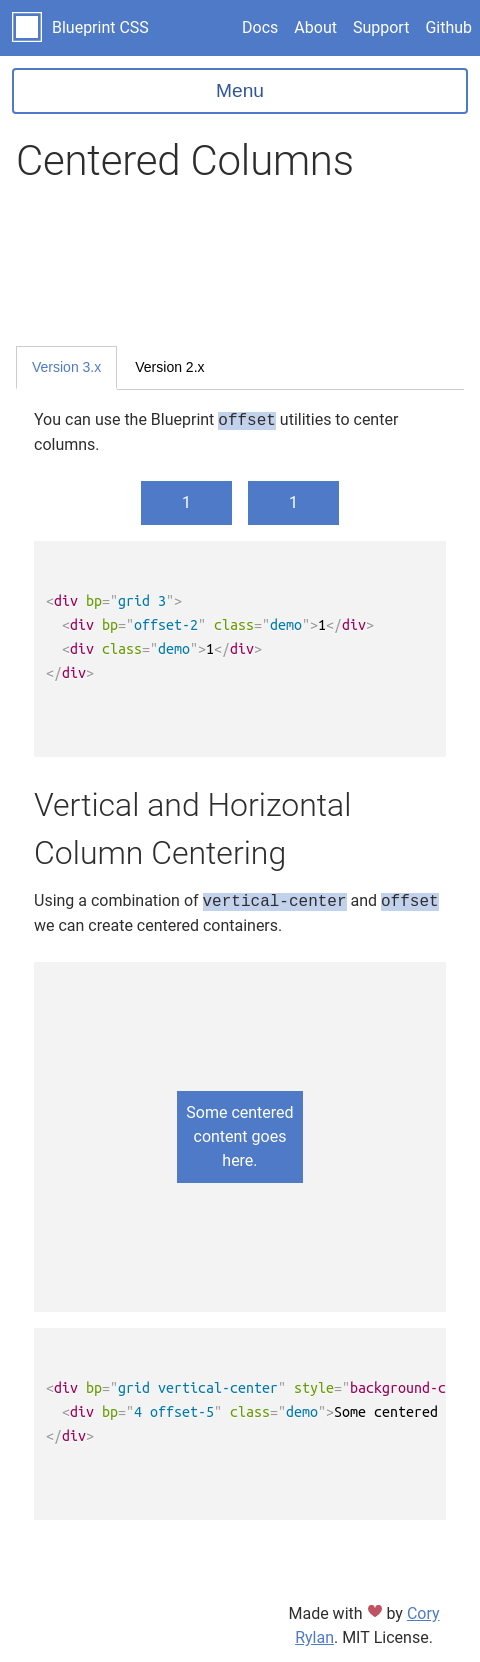 Blueprint CSS Docs About Support Github
Menu
Centered Columns
Version 3.x Version 2.x
You can use the Blueprint offset utilities to center
columns.
1 1
<div bp="grid 3">
  <div bp="offset-2" class="demo">1</div>
  <div class="demo">1</div>
</div>
Vertical and Horizontal
Column Centering
Using a combination of vertical-center and offset
we can create centered containers.
Some centered
content goes
here.
<div bp="grid vertical-center" style="background-c
  <div bp="4 offset-5" class="demo">Some centered
</div>
Made with ❤ by Cory
Rylan. MIT License.